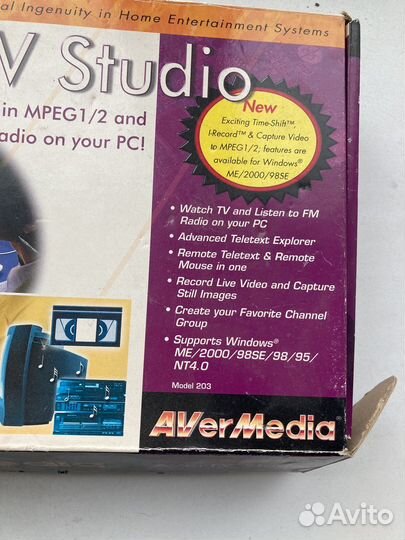 al Ingenuity in Home Entertainment Systems
V Studio
in MPEG1/2 and
adio on your PC!
New
Exciting Time-Shift™
I-Record™ & Capture Video
to MPEG1/2; features are
available for Windows®
ME/2000/98SE
• Watch TV and Listen to FM
Radio on your PC
• Advanced Teletext Explorer
• Remote Teletext & Remote
Mouse in one
• Record Live Video and Capture
Still Images
• Create your Favorite Channel
Group
• Supports Windows®
ME/2000/98SE/98/95/
NT4.0
Model 203
AVerMedia®
Avito